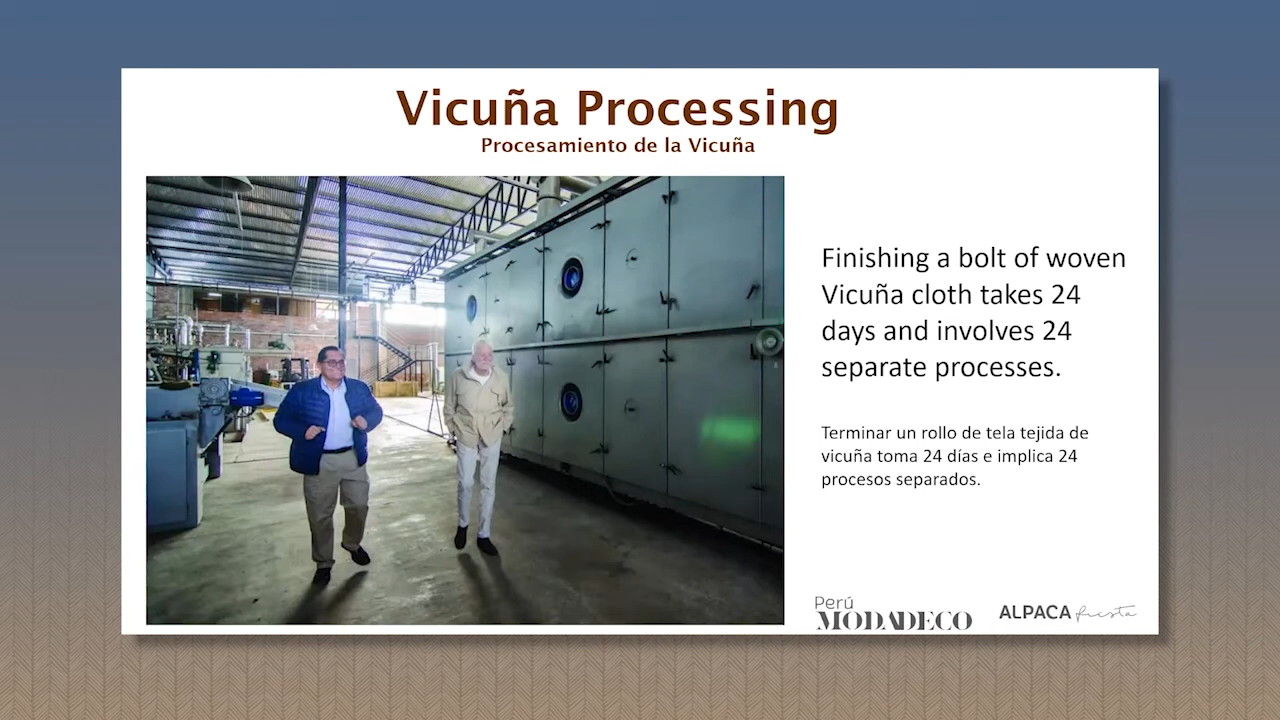 Vicuña Processing
Procesamiento de la Vicuña
Finishing a bolt of woven
Vicuña cloth takes 24
days and involves 24
separate processes.
Terminar un rollo de tela tejida de
vicuña toma 24 días e implica 24
procesos separados.
Perú
MODADECO
ALPACA fiesta